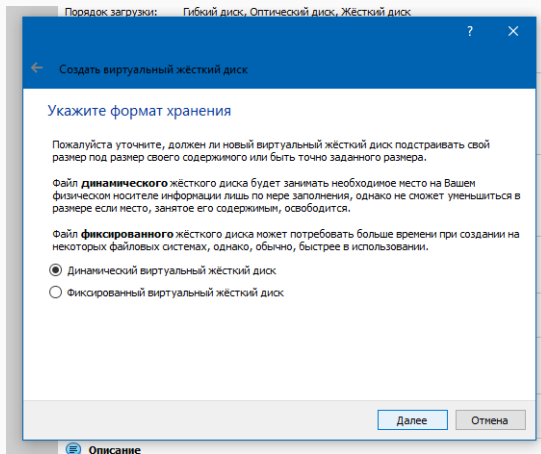 Порядок загрузки: Гибкий диск, Оптический диск, Жёсткий диск
?
Создать виртуальный жёсткий диск
Укажите формат хранения
Пожалуйста уточните, должен ли новый виртуальный жёсткий диск подстраивать свой
размер под размер своего содержимого или быть точно заданного размера.
Файл динамического жёсткого диска будет занимать необходимое место на Вашем
физическом носителе информации лишь по мере заполнения, однако не сможет уменьшиться в
размере если место, занятое его содержимым, освободится.
Файл фиксированного жёсткого диска может потребовать больше времени при создании на
некоторых файловых системах, однако, обычно, быстрее в использовании.
Динамический виртуальный жёсткий диск
Фиксированный виртуальный жёсткий диск
Далее Отмена
Описание